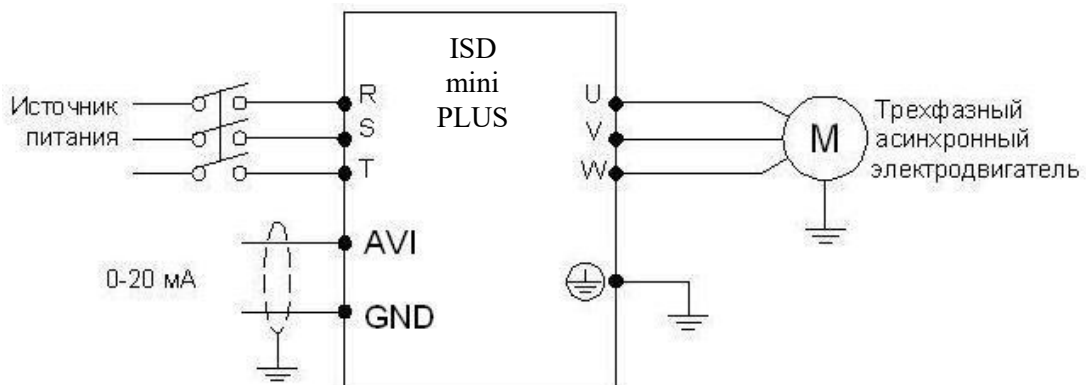 ISD
mini
PLUS
Источник
питания
R
S
T
U
V
W
M
Трехфазный
асинхронный
электродвигатель
AVI
0-20 мА
GND